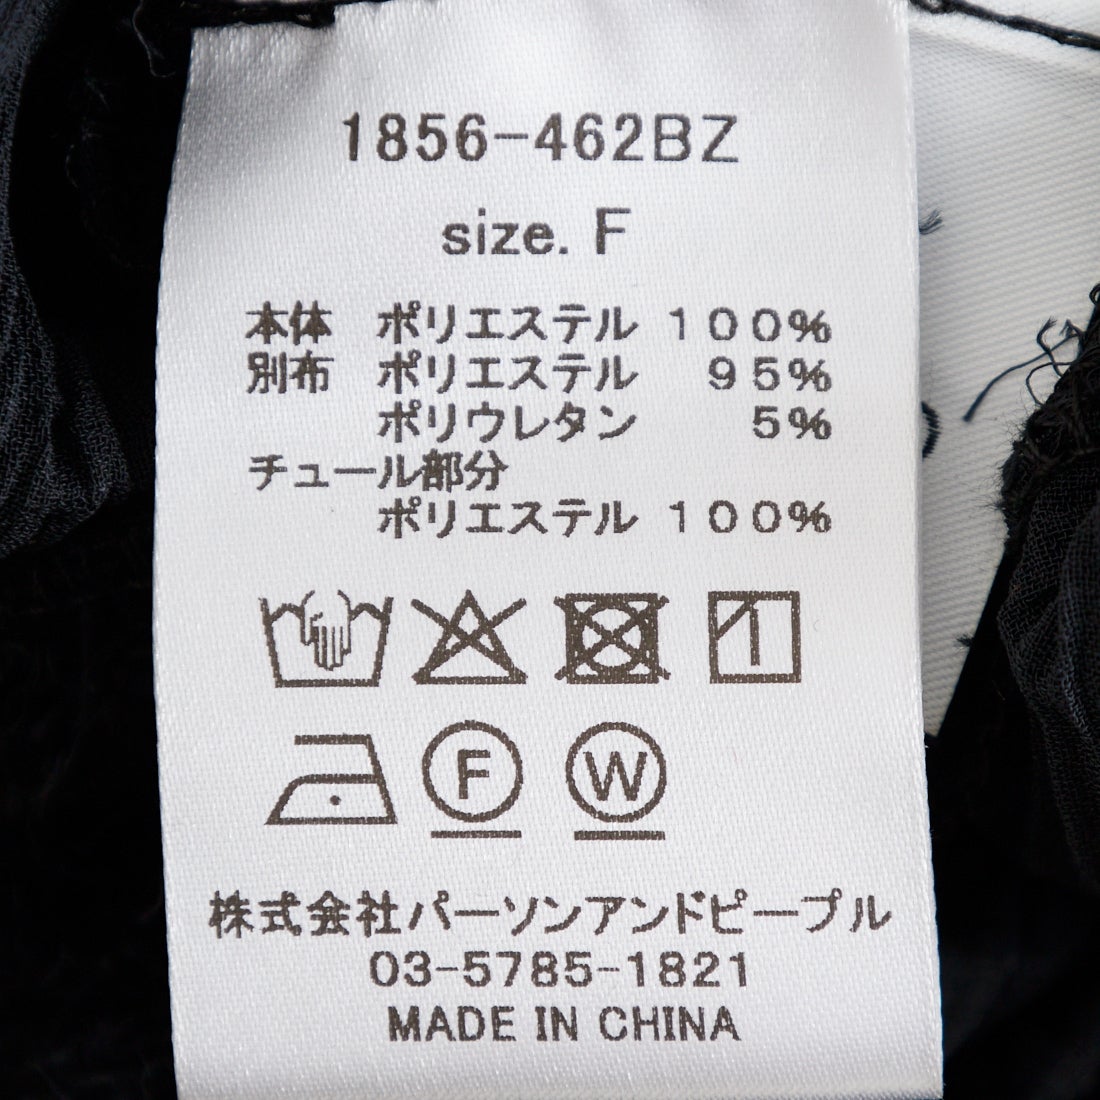 1856-462BZ
size. F
本体 ポリエステル 100%
別布 ポリエステル 95%
ポリウレタン 5%
チュール部分
ポリエステル 100%
F W
株式会社パーソンアンドピープル
03-5785-1821
MADE IN CHINA